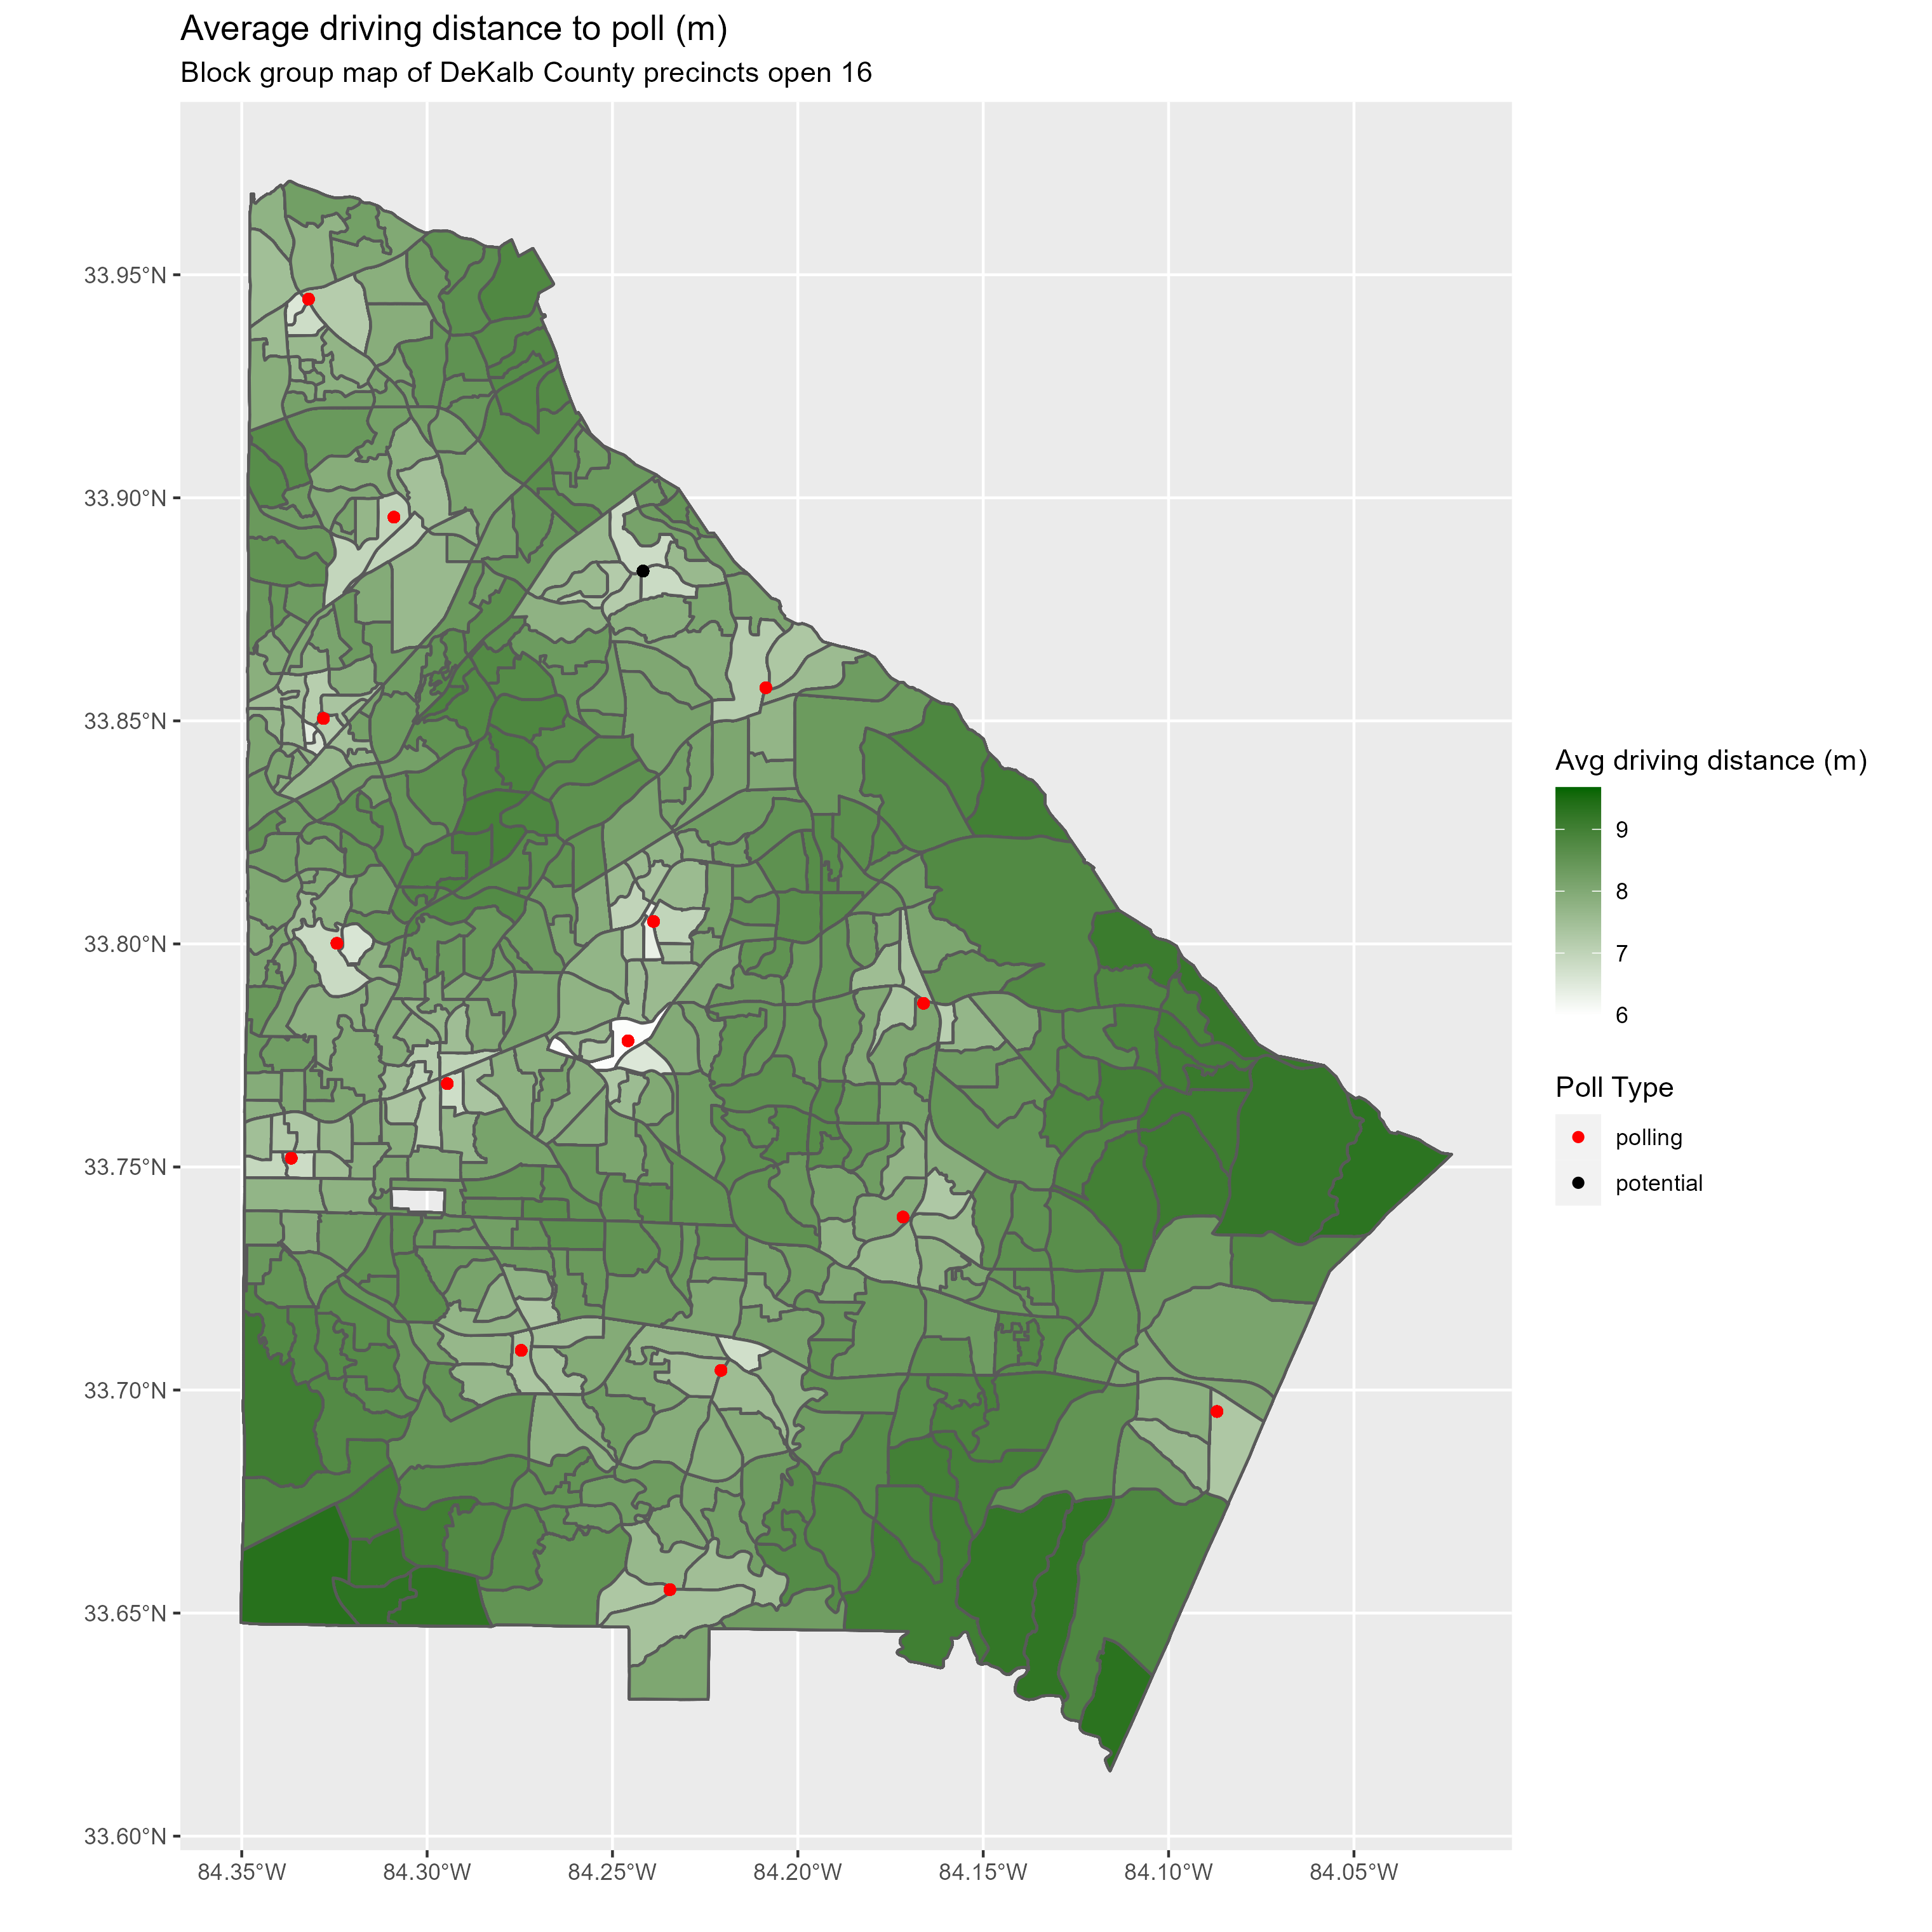 Average driving distance to poll (m)
Block group map of DeKalb County precincts open 16
33.95°N
33.90°N
33.85°N
33.80°N
33.75°N
33.70°N
33.65°N
33.60°N
84.35°W
84.30°W
84.25°W
84.20°W
84.15°W
84.10°W
84.05°W
Avg driving distance (m)
9
8
7
6
Poll Type
polling
potential